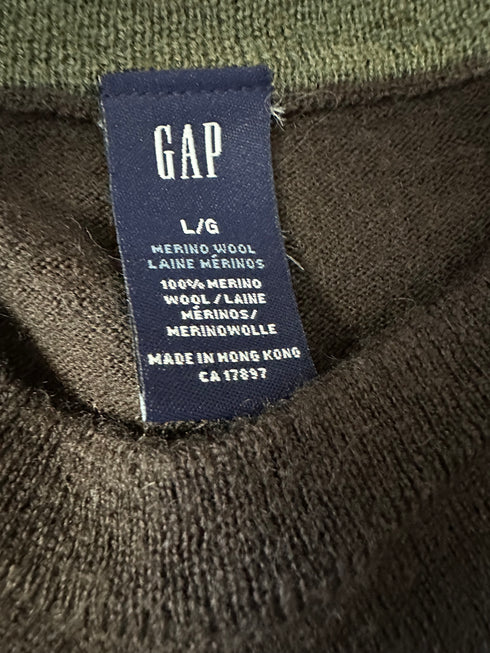 GAP
L/G
MERINO WOOL
LAINE MÉRINOS
100% MERINO
WOOL/LAINE
MÉRINOS/
MERINOWOLLE
MADE IN HONG KONG
CA 17897